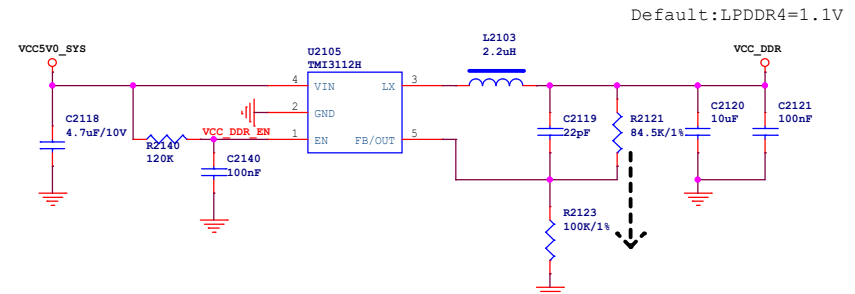 Default:LPDDR4=1.1V
VCC5V0_SYS
U2105
TMI3112H
L2103
2.2uH
VCC_DDR
4
VIN
LX
3
2
GND
VCC_DDR_EN
1
EN
FB/OUT
5
C2118
4.7uF/10V
R2140
120K
C2140
100nF
C2119
22pF
R2121
84.5K/1%
C2120
10uF
C2121
100nF
R2123
100K/1%